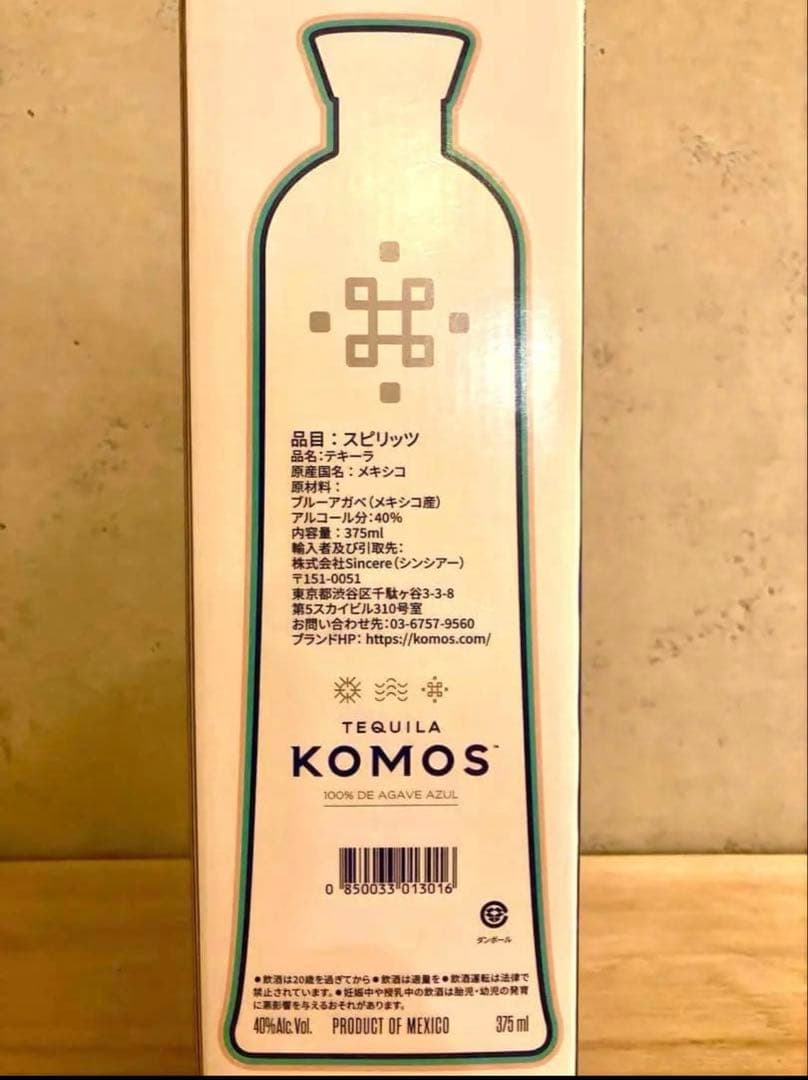 品目：スピリッツ
品名：テキーラ
原産国名：メキシコ
原材料：
ブルーアガベ（メキシコ産）
アルコール分：40％
内容量：375ml
輸入者及び引取先：
株式会社Sincere（シンシアー）
〒151-0051
東京都渋谷区千駄ヶ谷3-3-8
第5スカイビル310号室
お問い合わせ先：03-6757-9560
ブランドHP：https://komos.com/
TEQUILA
KOMOS™
100% DE AGAVE AZUL
0 850033 013016
ダンボール
●飲酒は20歳を過ぎてから●飲酒は適量を●飲酒運転は法律で
禁止されています。●妊娠中や授乳中の飲酒は胎児・幼児の発育
に悪影響を与えるおそれがあります。
40%Alc.Vol. PRODUCT OF MEXICO 375 ml